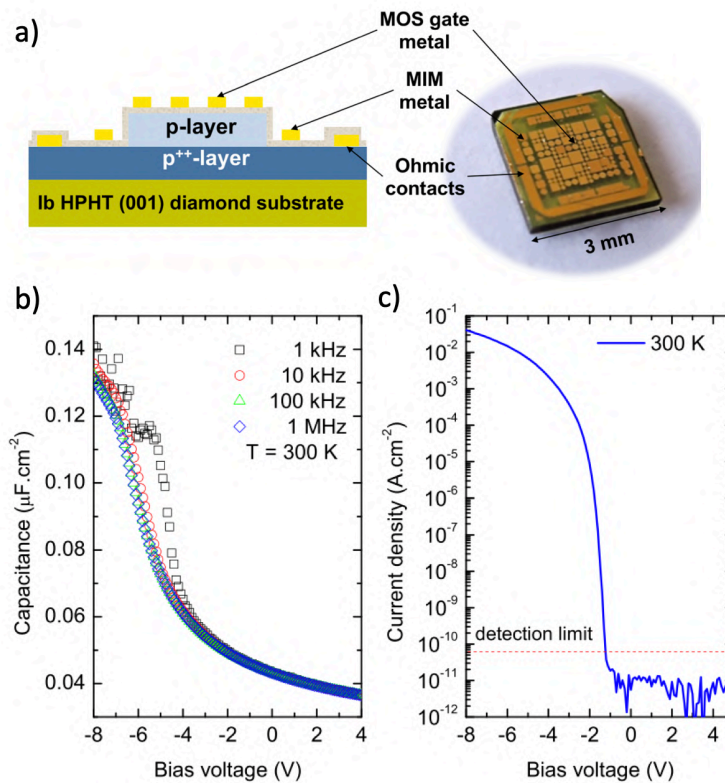 a)
MOS gate
metal
MIM
metal
Ohmic
contacts
p-layer
p++-layer
Ib HPHT (001) diamond substrate
3 mm
b)
0.14
0.12
0.10
0.08
0.06
0.04
Capacitance (µF.cm-2)
1 kHz
10 kHz
100 kHz
1 MHz
T = 300 K
-8 -6 -4 -2 0 2 4
Bias voltage (V)
c)
10-1
10-2
10-3
10-4
10-5
10-6
10-7
10-8
10-9
10-10
10-11
10-12
Current density (A.cm-2)
300 K
detection limit
-8 -6 -4 -2 0 2 4
Bias voltage (V)